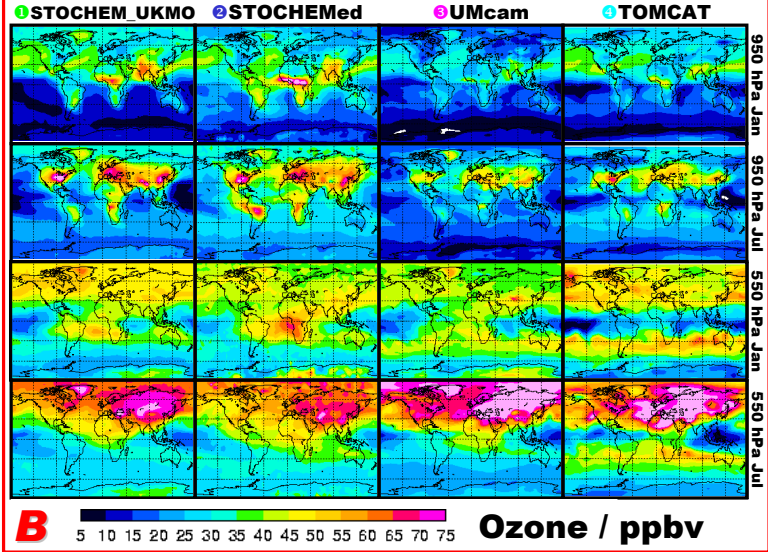 ❶STOCHEM_UKMO ❷STOCHEMed ❸UMcam ❹TOMCAT
950 hPa Jan
950 hPa Jul
550 hPa Jan
550 hPa Jul
B 5 10 15 20 25 30 35 40 45 50 55 60 65 70 75 Ozone / ppbv